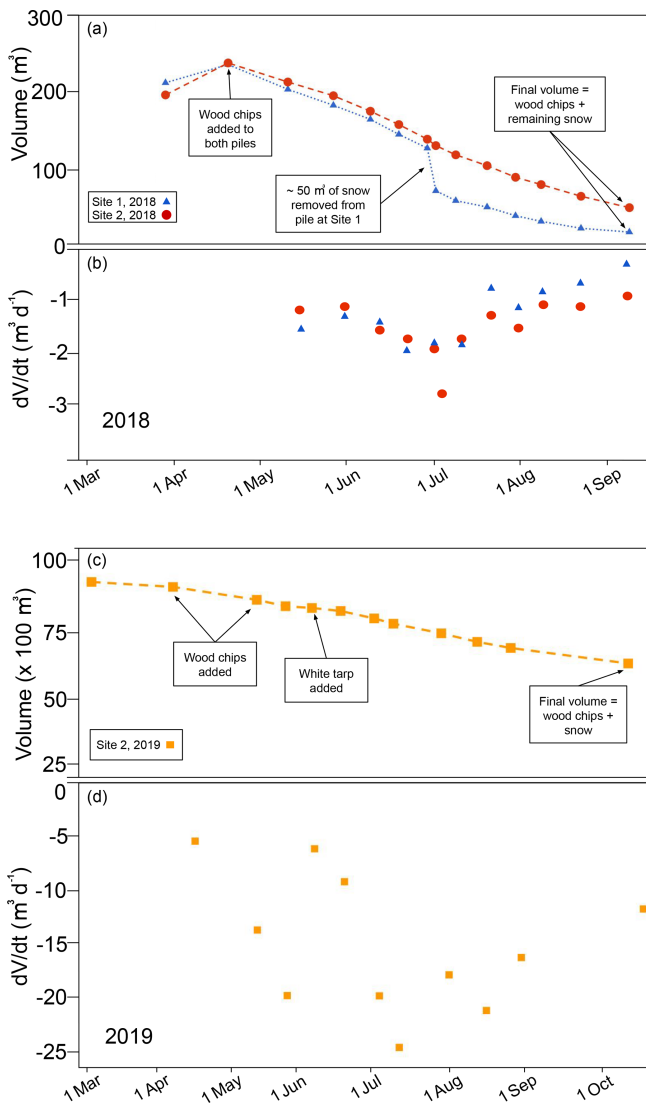 300
(a)
200
100
0
Volume (m³)
Wood chips
added to
both piles
Final volume =
wood chips +
remaining snow
~ 50 m³ of snow
removed from
pile at Site 1
Site 1, 2018
Site 2, 2018
(b)
-1
-2
-3
dV/dt (m³ d⁻¹)
2018
1 Mar
1 Apr
1 May
1 Jun
1 Jul
1 Aug
1 Sep
100
(c)
75
50
25
Volume (x 100 m³)
Wood chips
added
White tarp
added
Final volume =
wood chips +
snow
Site 2, 2019
0
(d)
-5
-10
-15
-20
-25
dV/dt (m³ d⁻¹)
2019
1 Mar
1 Apr
1 May
1 Jun
1 Jul
1 Aug
1 Sep
1 Oct